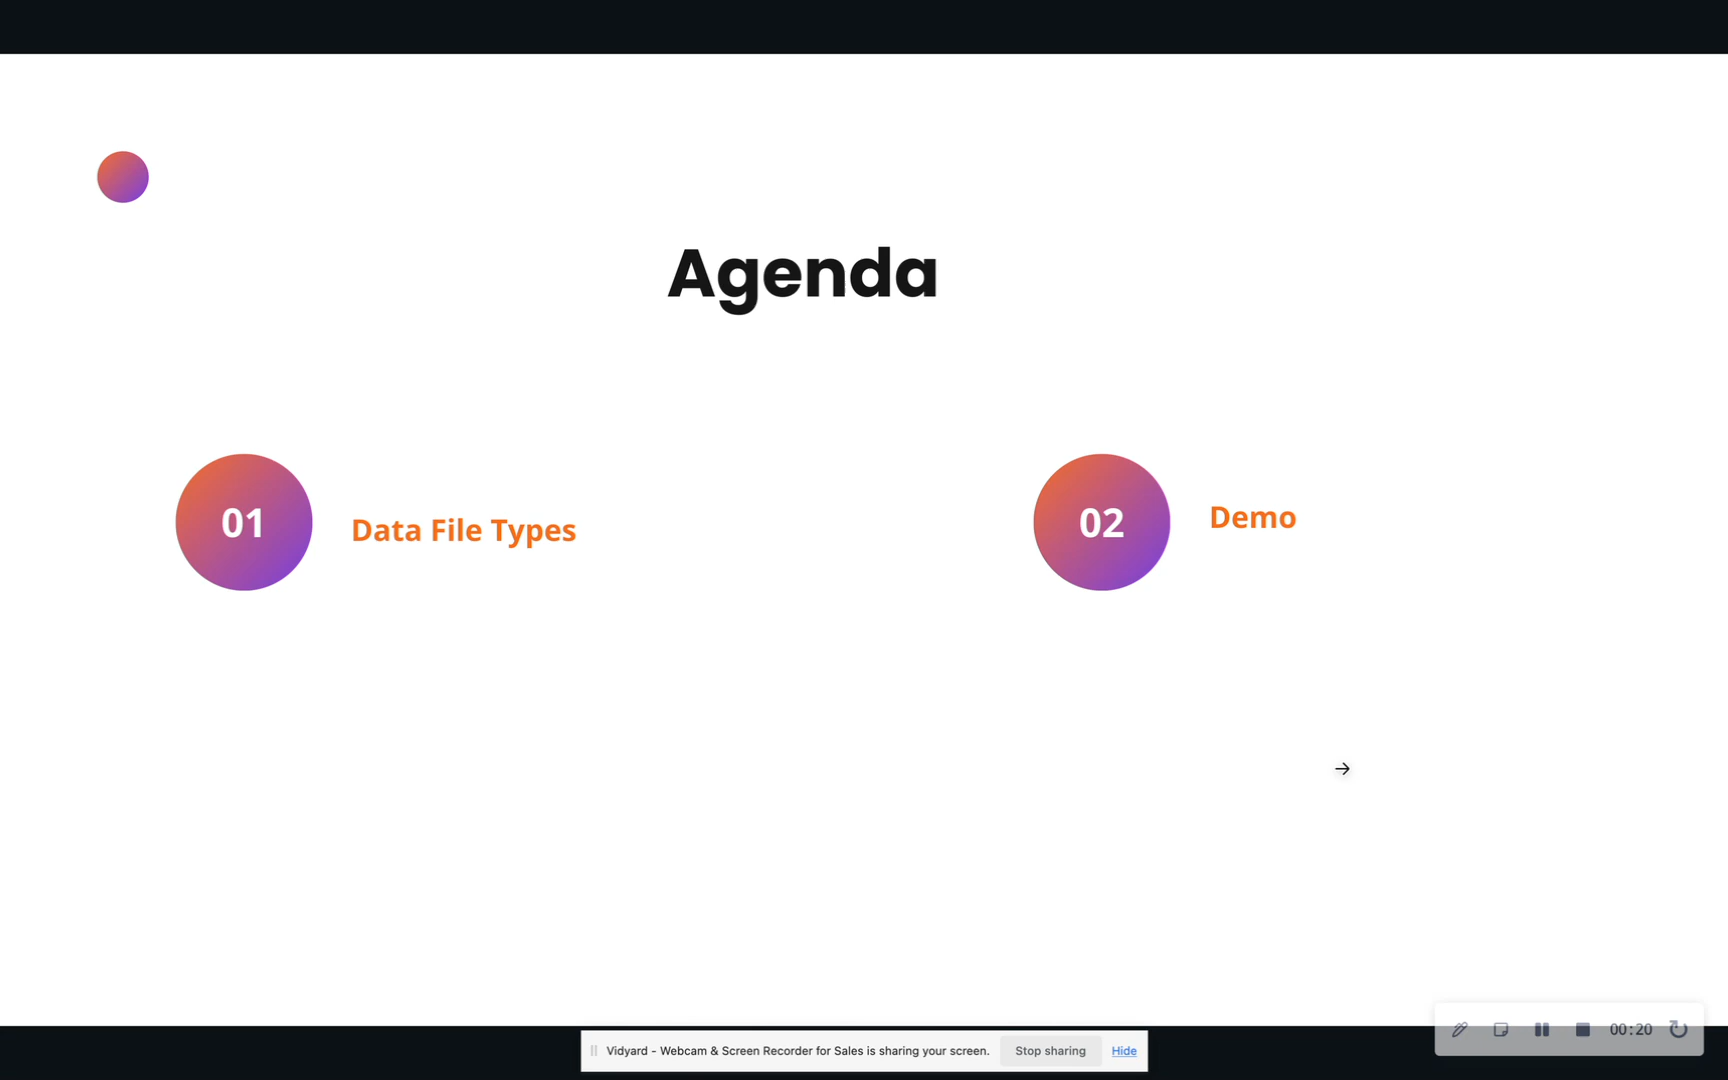 Agenda
01
Data File Types
02
Demo
Vidyard - Webcam & Screen Recorder for Sales is sharing your screen.
Stop sharing
Hide
00:20